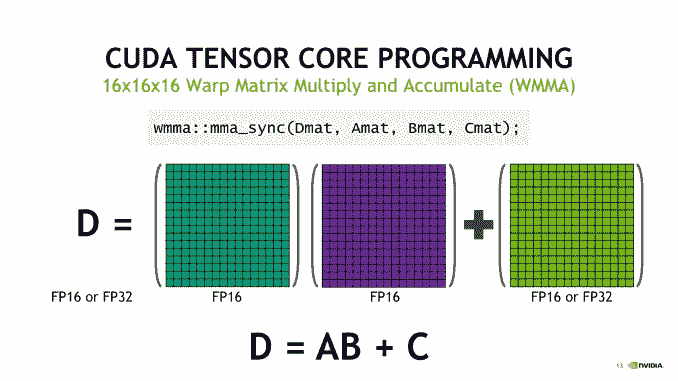 CUDA TENSOR CORE PROGRAMMING
16x16x16 Warp Matrix Multiply and Accumulate (WMMA)
wmma::mma_sync(Dmat, Amat, Bmat, Cmat);
D =
+
FP16 or FP32
FP16
FP16
FP16 or FP32
D = AB + C
13 NVIDIA.